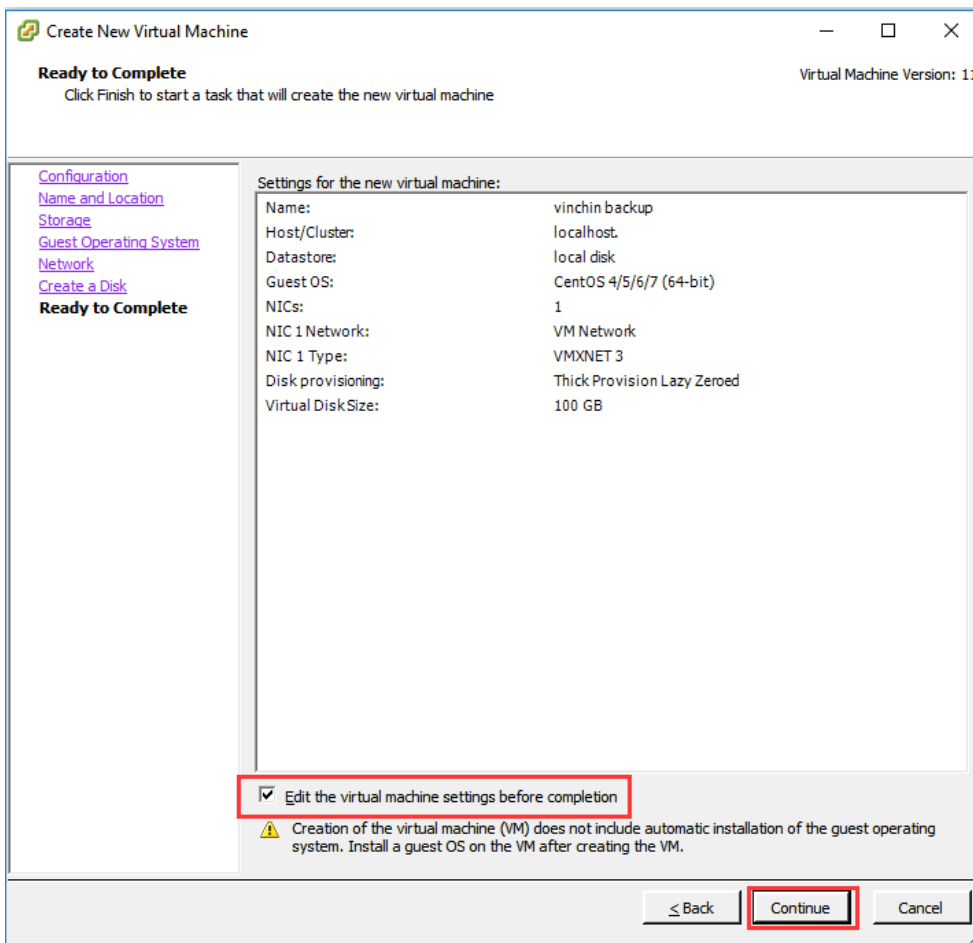 Create New Virtual Machine
Ready to Complete
Virtual Machine Version: 11
Click Finish to start a task that will create the new virtual machine
Configuration
Name and Location
Storage
Guest Operating System
Network
Create a Disk
Ready to Complete
Settings for the new virtual machine:
Name: vinchin backup
Host/Cluster: localhost.
Datastore: local disk
Guest OS: CentOS 4/5/6/7 (64-bit)
NICs: 1
NIC 1 Network: VM Network
NIC 1 Type: VMXNET 3
Disk provisioning: Thick Provision Lazy Zeroed
Virtual Disk Size: 100 GB
Edit the virtual machine settings before completion
Creation of the virtual machine (VM) does not include automatic installation of the guest operating
system. Install a guest OS on the VM after creating the VM.
< Back
Continue
Cancel